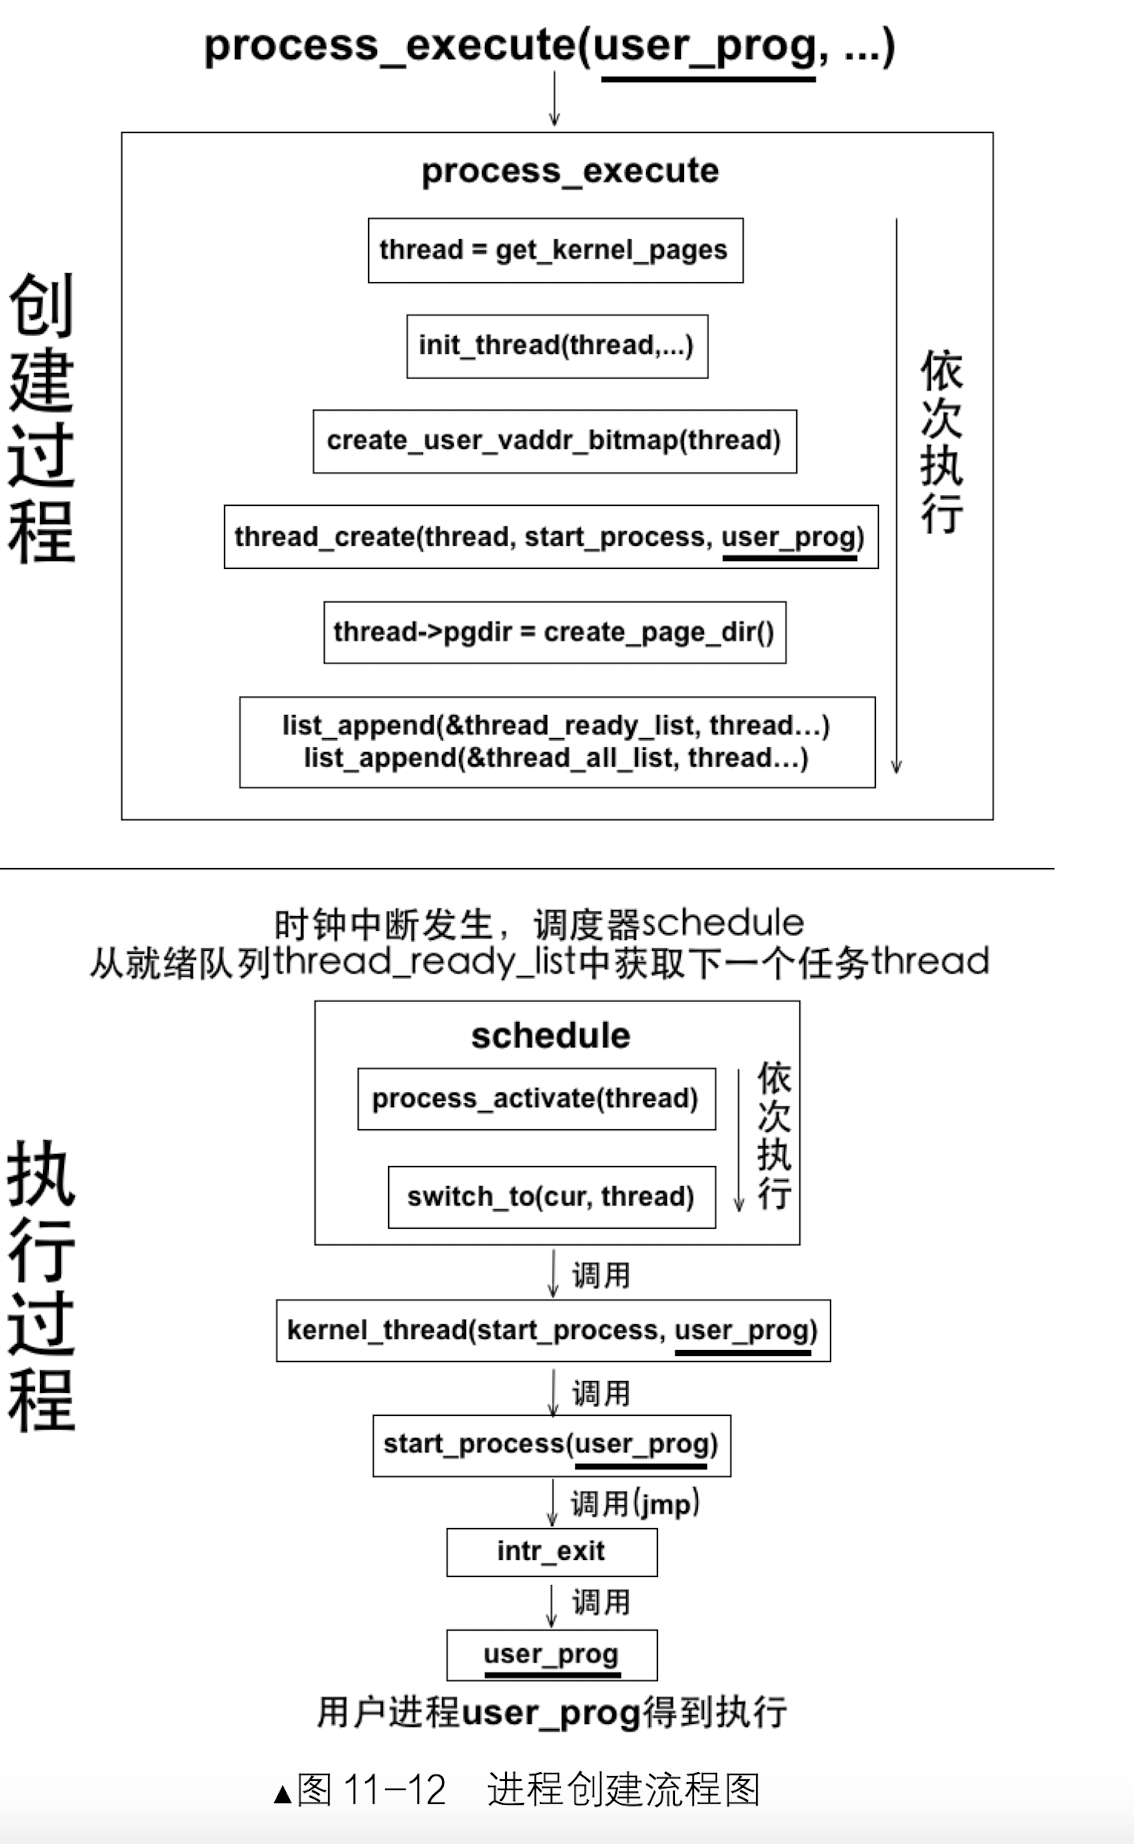 process_execute(user_prog, ...)
process_execute
创建过程
thread = get_kernel_pages
init_thread(thread,...)
create_user_vaddr_bitmap(thread)
thread_create(thread, start_process, user_prog)
thread->pgdir = create_page_dir()
list_append(&thread_ready_list, thread...)
list_append(&thread_all_list, thread...)
依次执行
时钟中断发生，调度器schedule
从就绪队列thread_ready_list中获取下一个任务thread
执行过程
schedule
process_activate(thread)
switch_to(cur, thread)
依次执行
调用
kernel_thread(start_process, user_prog)
调用
start_process(user_prog)
调用(jmp)
intr_exit
调用
user_prog
用户进程user_prog得到执行
▲图 11-12 进程创建流程图